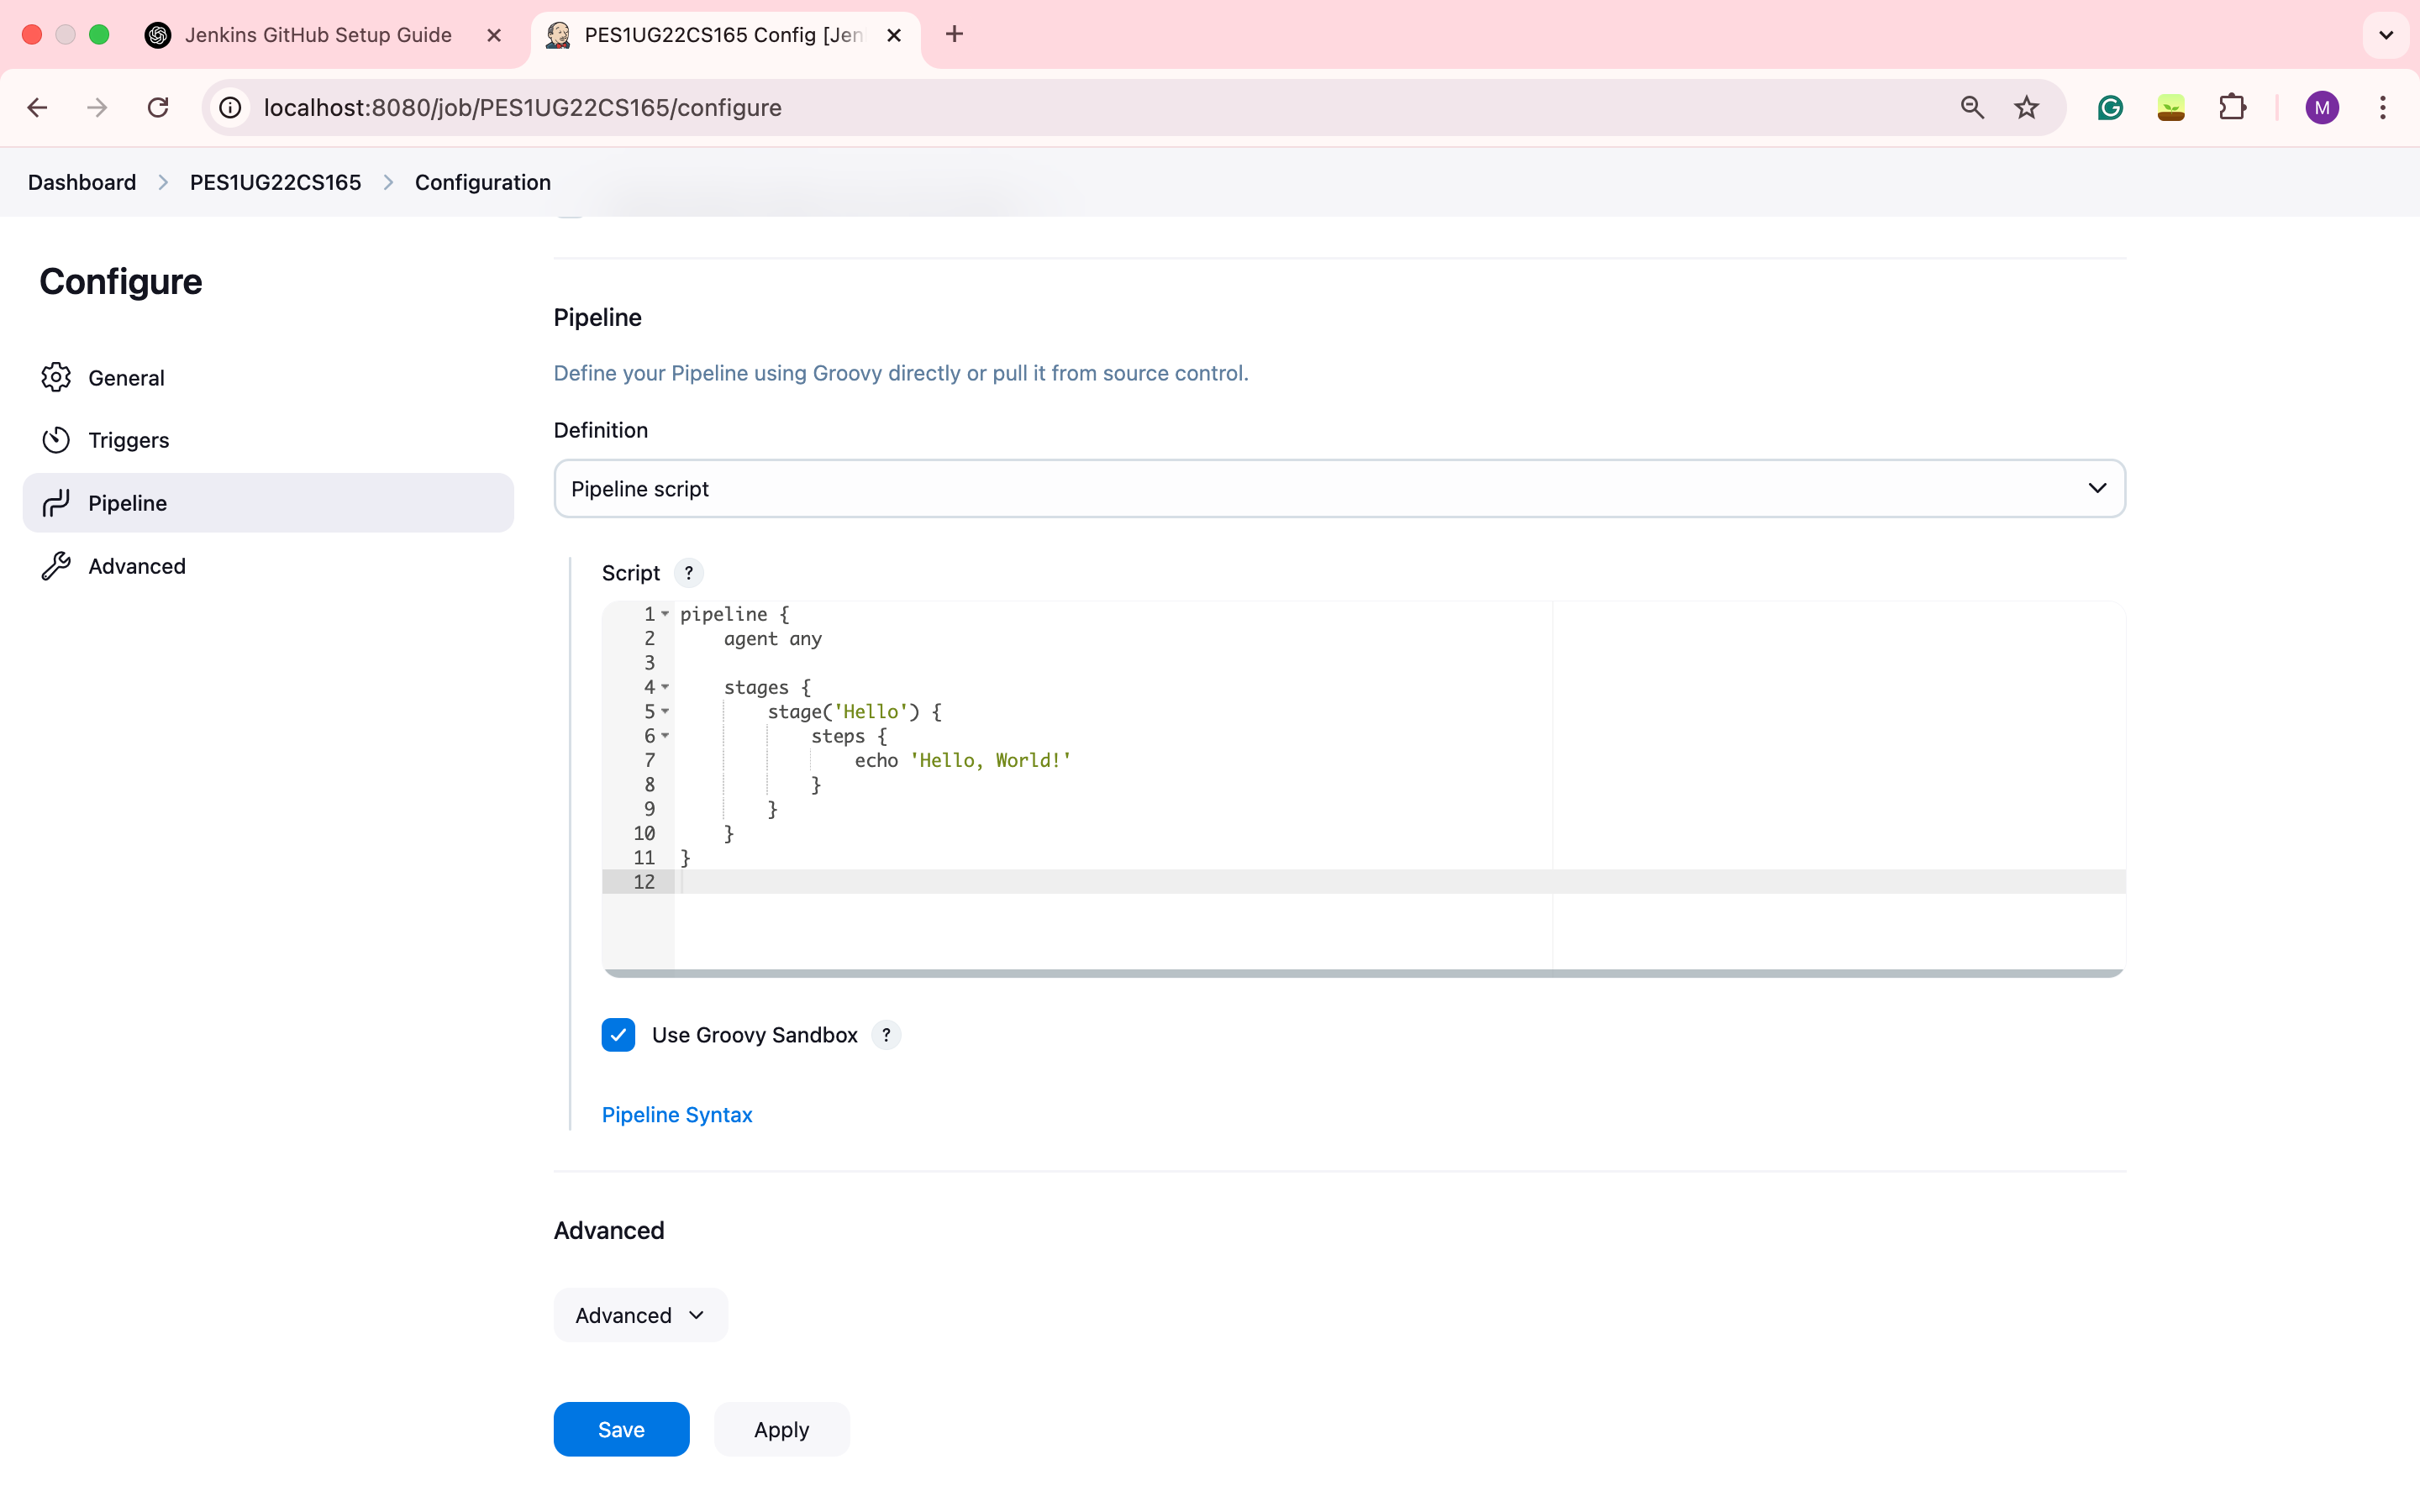 Jenkins GitHub Setup Guide
PES1UG22CS165 Config [Jen
localhost:8080/job/PES1UG22CS165/configure
M
Dashboard
PES1UG22CS165
Configuration
Configure
General
Triggers
Pipeline
Advanced
Pipeline
Define your Pipeline using Groovy directly or pull it from source control.
Definition
Pipeline script
Script ?
1 pipeline {
2     agent any
3
4     stages {
5         stage('Hello') {
6             steps {
7                 echo 'Hello, World!'
8             }
9         }
10     }
11 }
12
Use Groovy Sandbox ?
Pipeline Syntax
Advanced
Advanced
Save
Apply